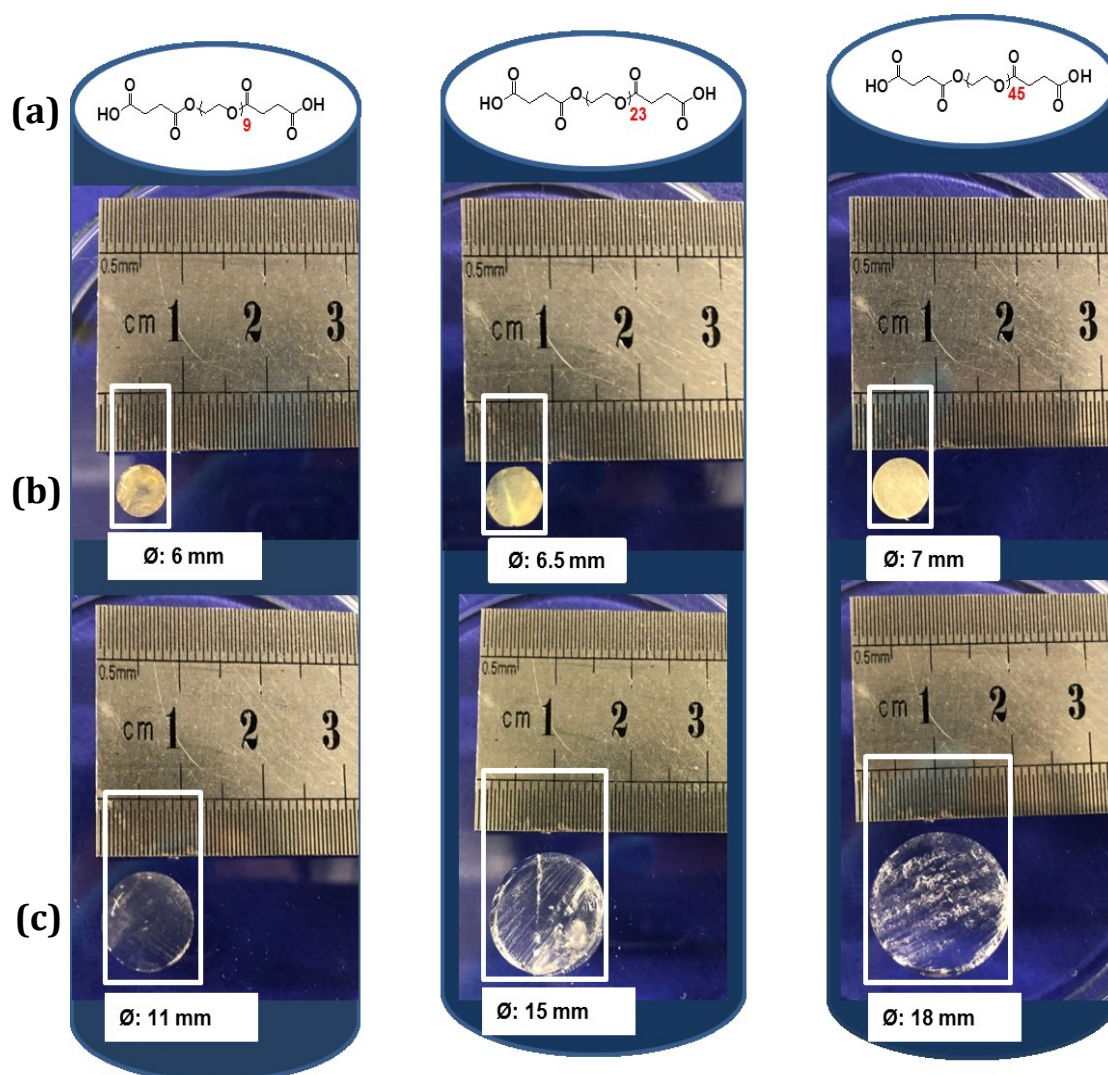 (a)
HO O O O O O O OH 9
HO O O O O O O OH 23
HO O O O O O O OH 45
0.5mm
cm 1 2 3
0.5mm
cm 1 2 3
0.5mm
cm 1 2 3
(b)
Ø: 6 mm
Ø: 6.5 mm
Ø: 7 mm
0.5mm
cm 1 2 3
0.5mm
cm 1 2 3
0.5mm
cm 1 2 3
(c)
Ø: 11 mm
Ø: 15 mm
Ø: 18 mm